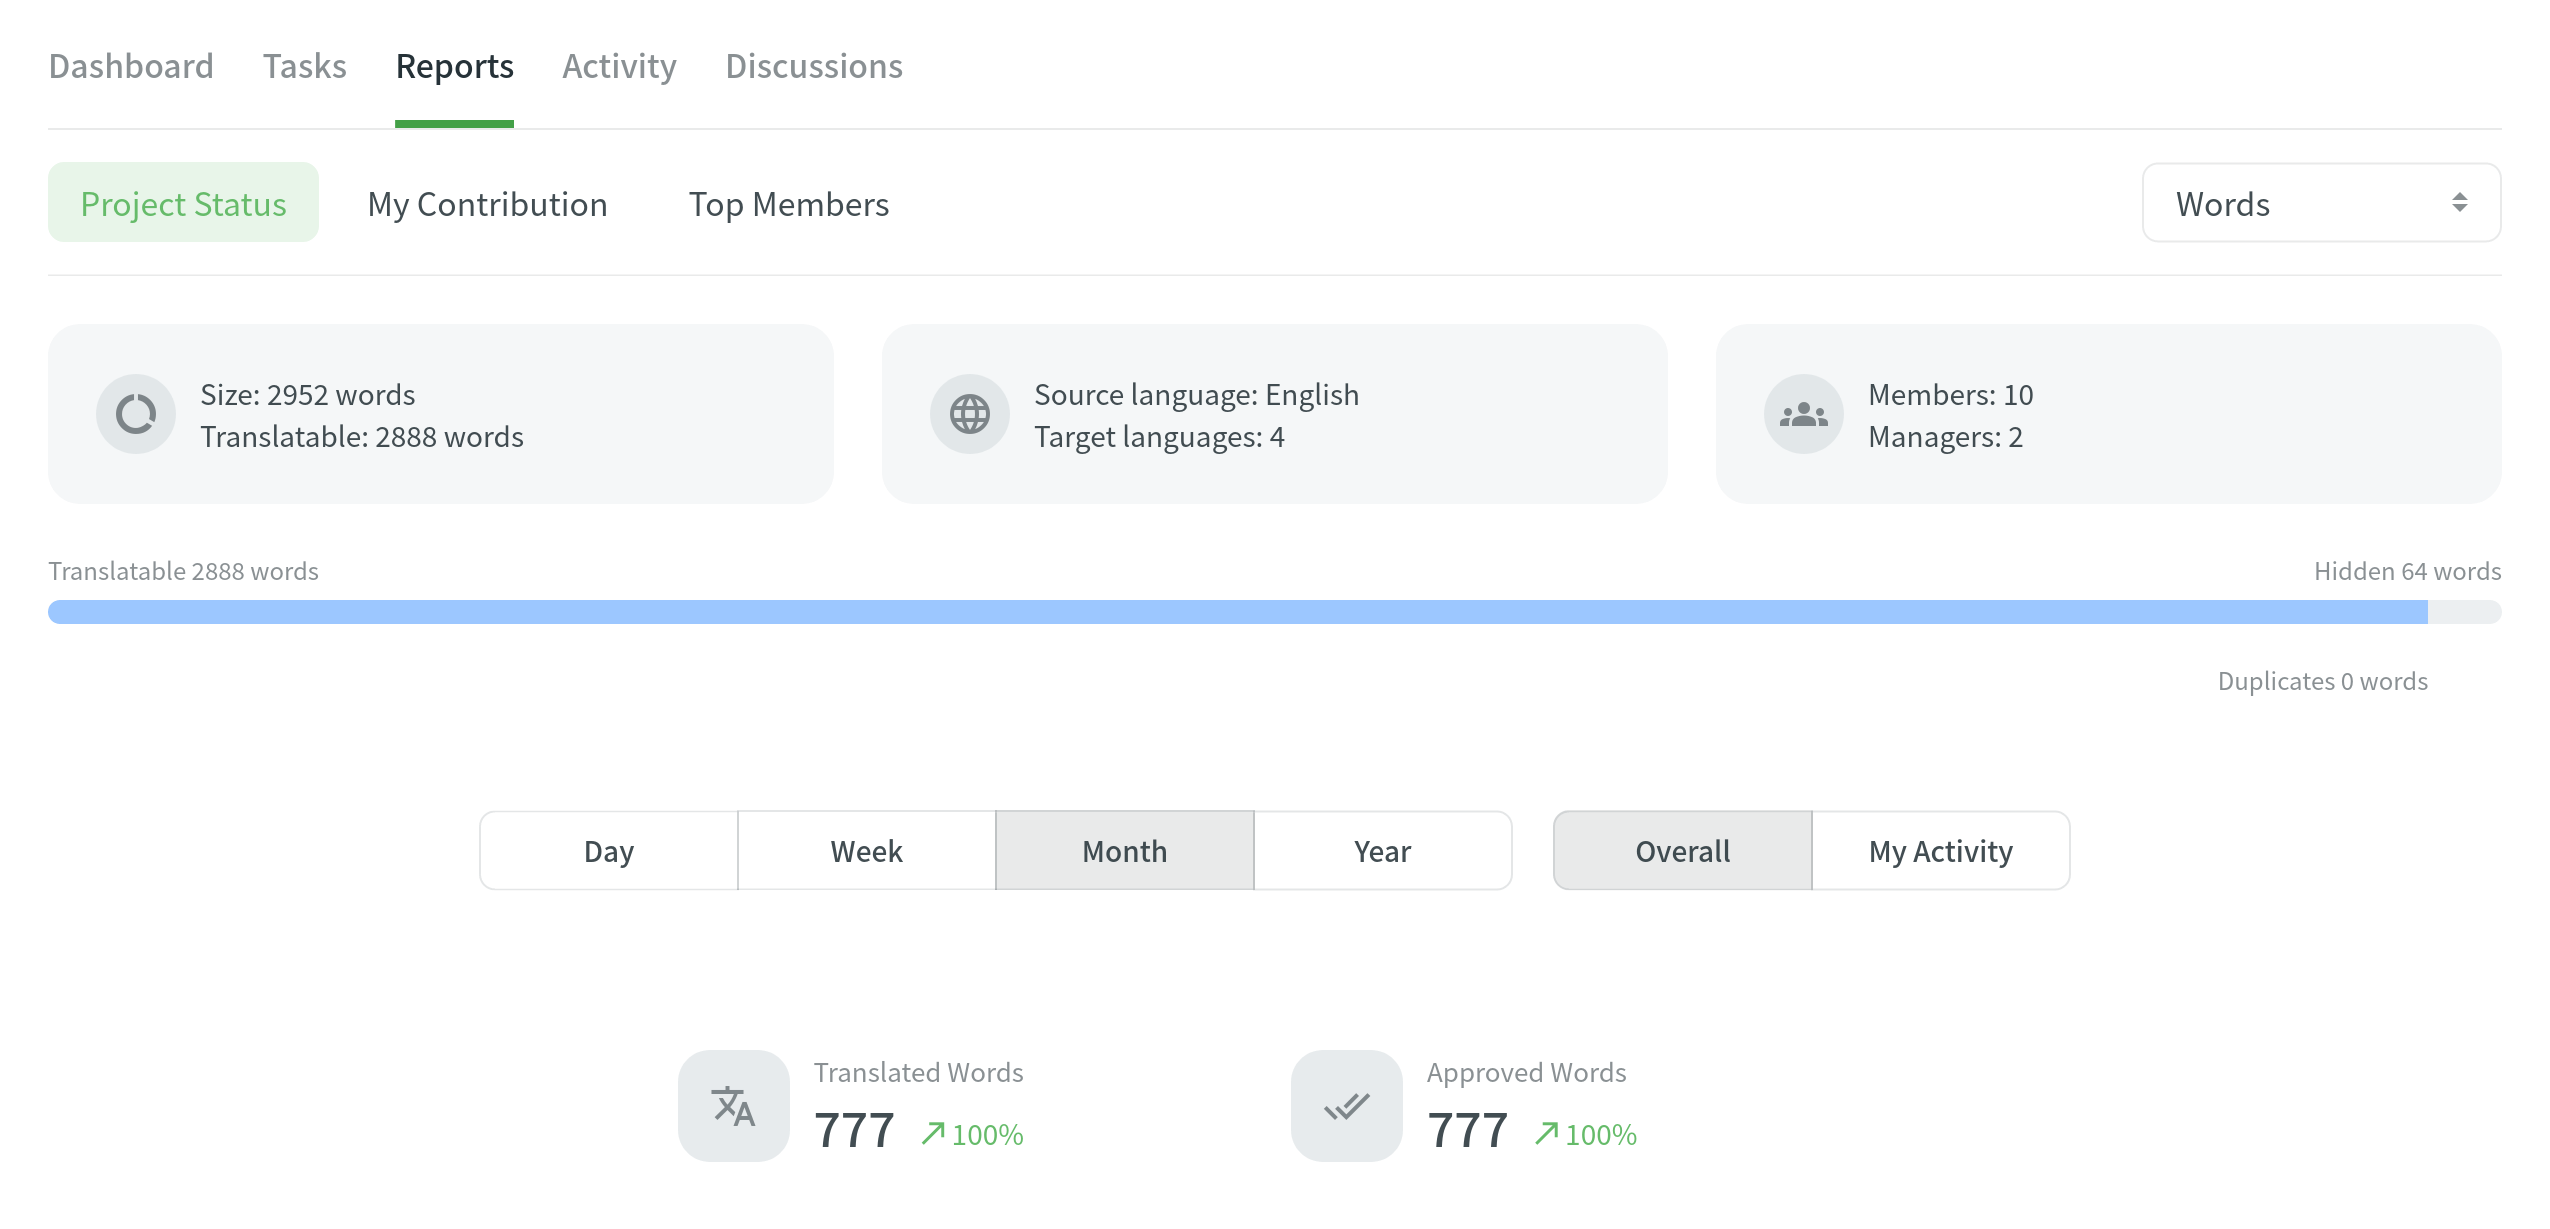 Dashboard Tasks Reports Activity Discussions
Project Status My Contribution Top Members Words
Size: 2952 words
Translatable: 2888 words
Source language: English
Target languages: 4
Members: 10
Managers: 2
Translatable 2888 words Hidden 64 words
Duplicates 0 words
Day Week Month Year Overall My Activity
Translated Words
777 100%
Approved Words
777 100%